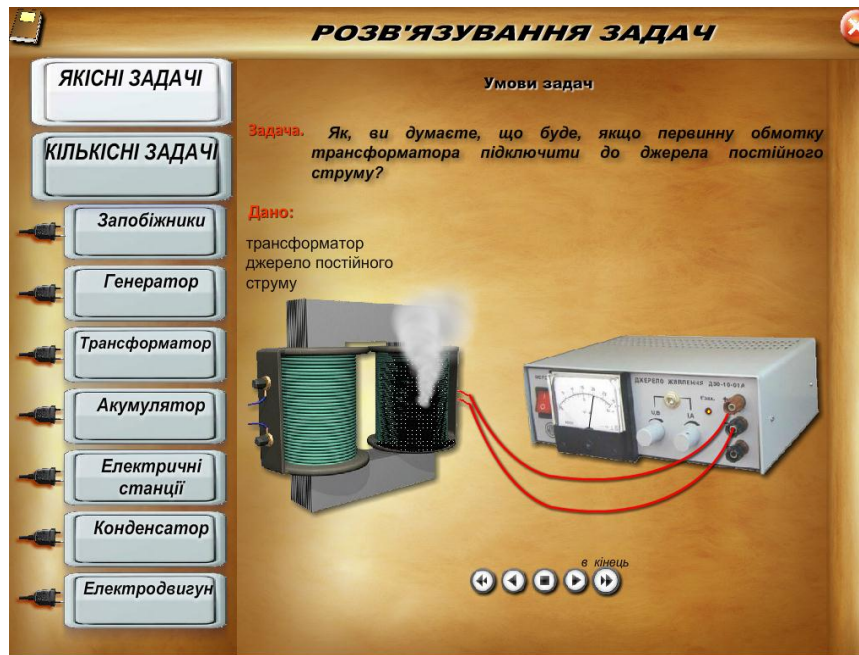 РОЗВ'ЯЗУВАННЯ ЗАДАЧ
ЯКІСНІ ЗАДАЧІ
КІЛЬКІСНІ ЗАДАЧІ
Запобіжники
Генератор
Трансформатор
Акумулятор
Електричні
станції
Конденсатор
Електродвигун
Умови задач
Задача. Як, ви думаєте, що буде, якщо первинну обмотку
трансформатора підключити до джерела постійного
струму?
Дано:
трансформатор
джерело постійного
струму
ДЖЕРЕЛО ЖИВЛЕННЯ
U,В I,А
в кінець